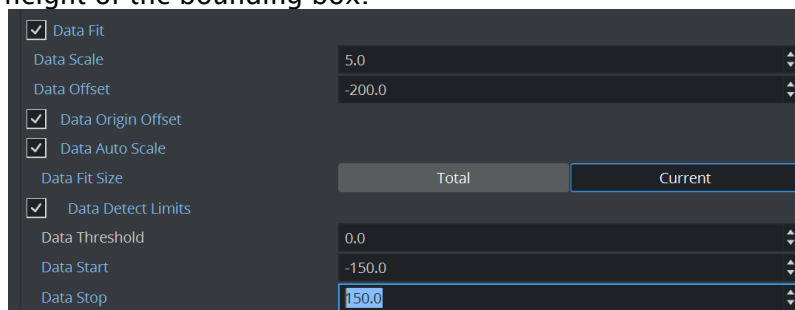 height of the bounding box.
Data Fit
Data Scale 5.0
Data Offset -200.0
Data Origin Offset
Data Auto Scale
Data Fit Size Total Current
Data Detect Limits
Data Threshold 0.0
Data Start -150.0
Data Stop 150.0